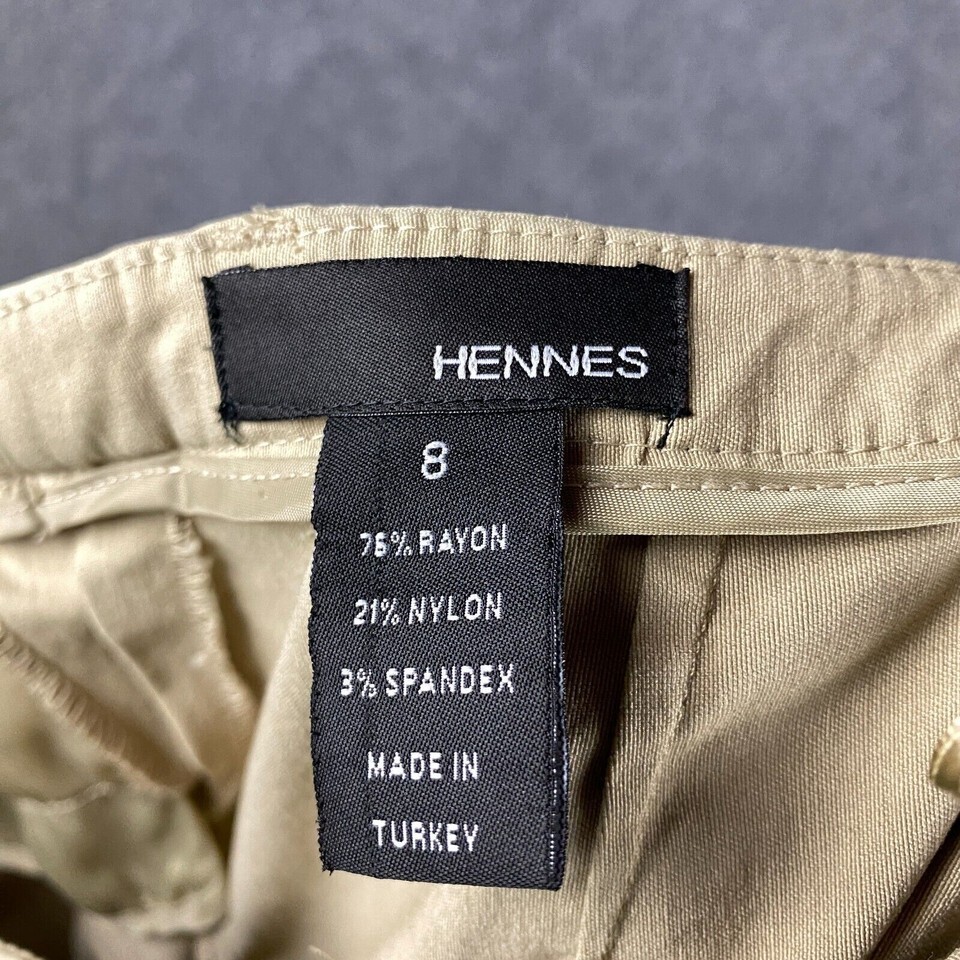 HENNES
8
76% RAYON
21% NYLON
3% SPANDEX
MADE IN
TURKEY